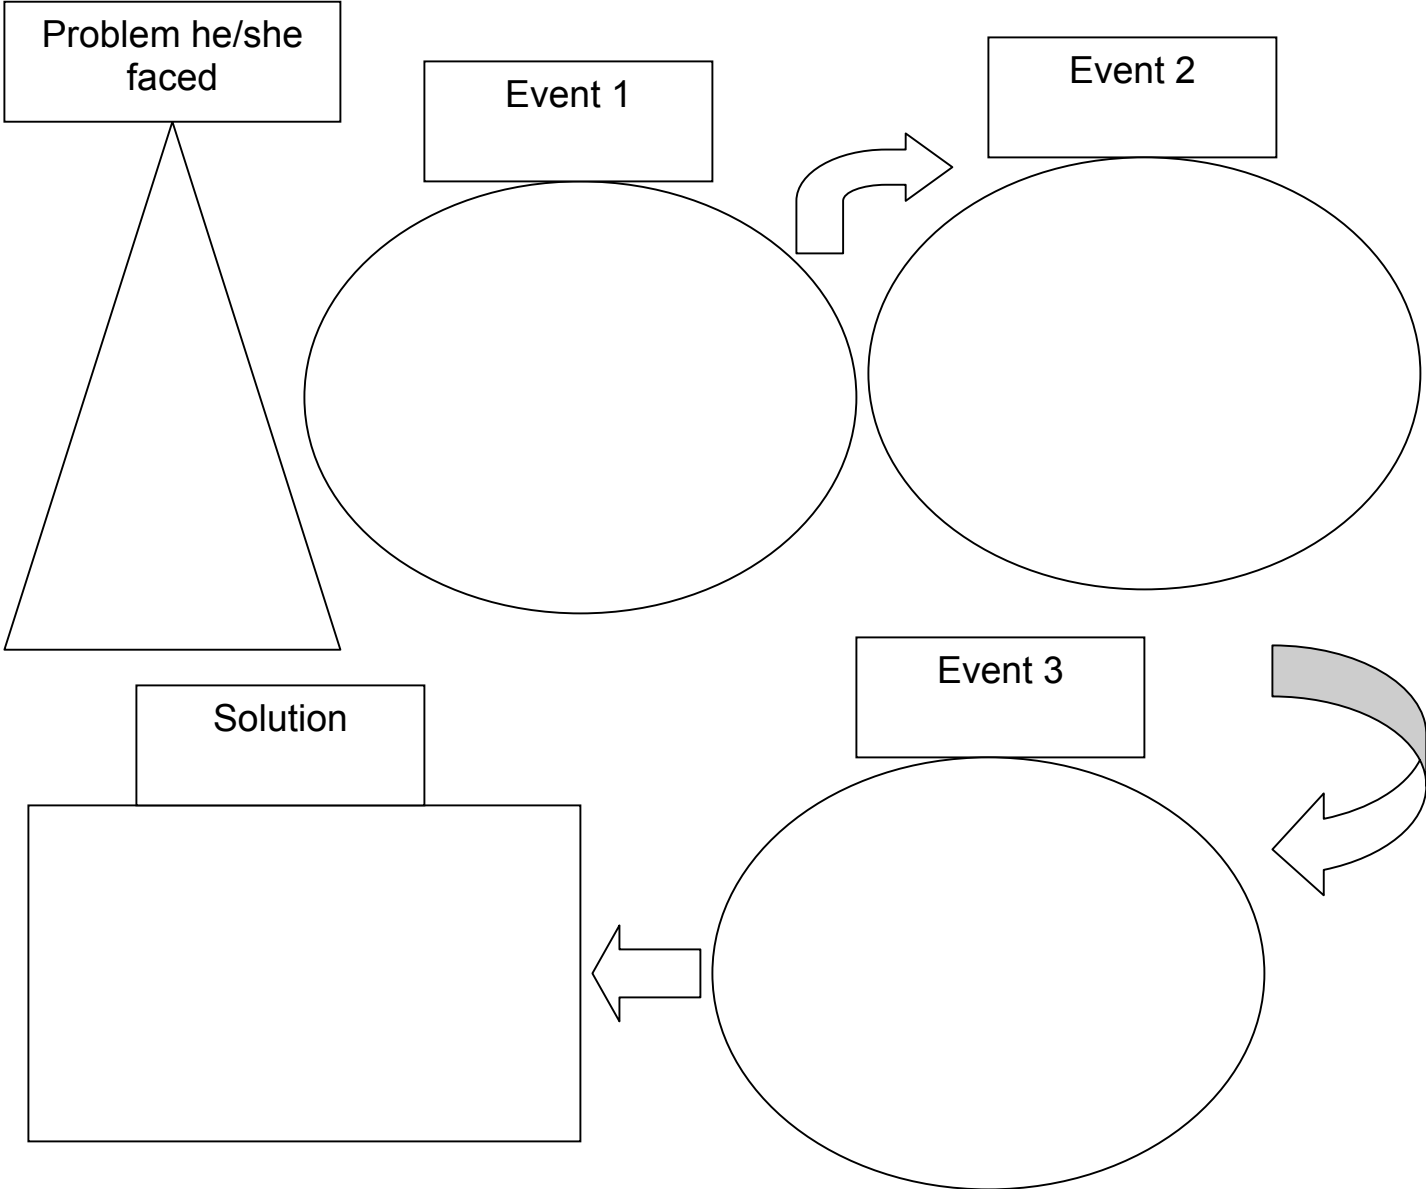 Problem he/she
faced
Event 1
Event 2
Event 3
Solution